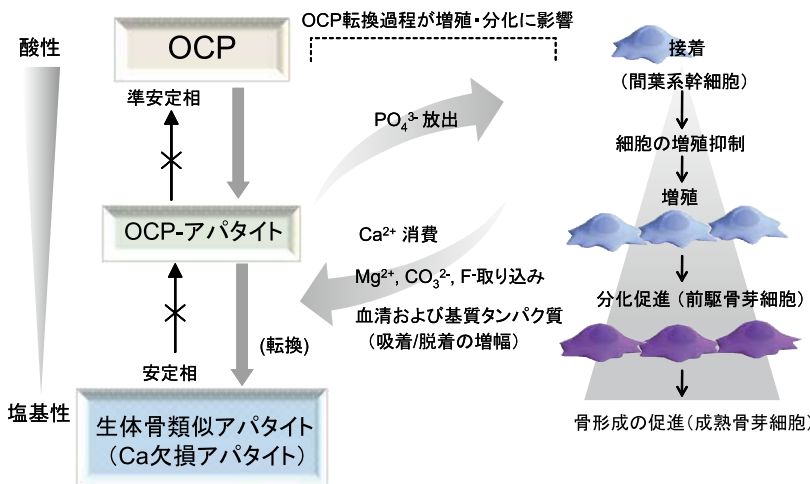 OCP転換過程が増殖・分化に影響
酸性
OCP
準安定相
PO₄³⁻ 放出
OCP-アパタイト
Ca²⁺ 消費
Mg²⁺, CO₃²⁻, F⁻取り込み
血清および基質タンパク質
（吸着/脱着の増幅）
(転換)
安定相
塩基性
生体骨類似アパタイト
（Ca欠損アパタイト）
接着
（間葉系幹細胞）
細胞の増殖抑制
増殖
分化促進（前駆骨芽細胞）
骨形成の促進（成熟骨芽細胞）